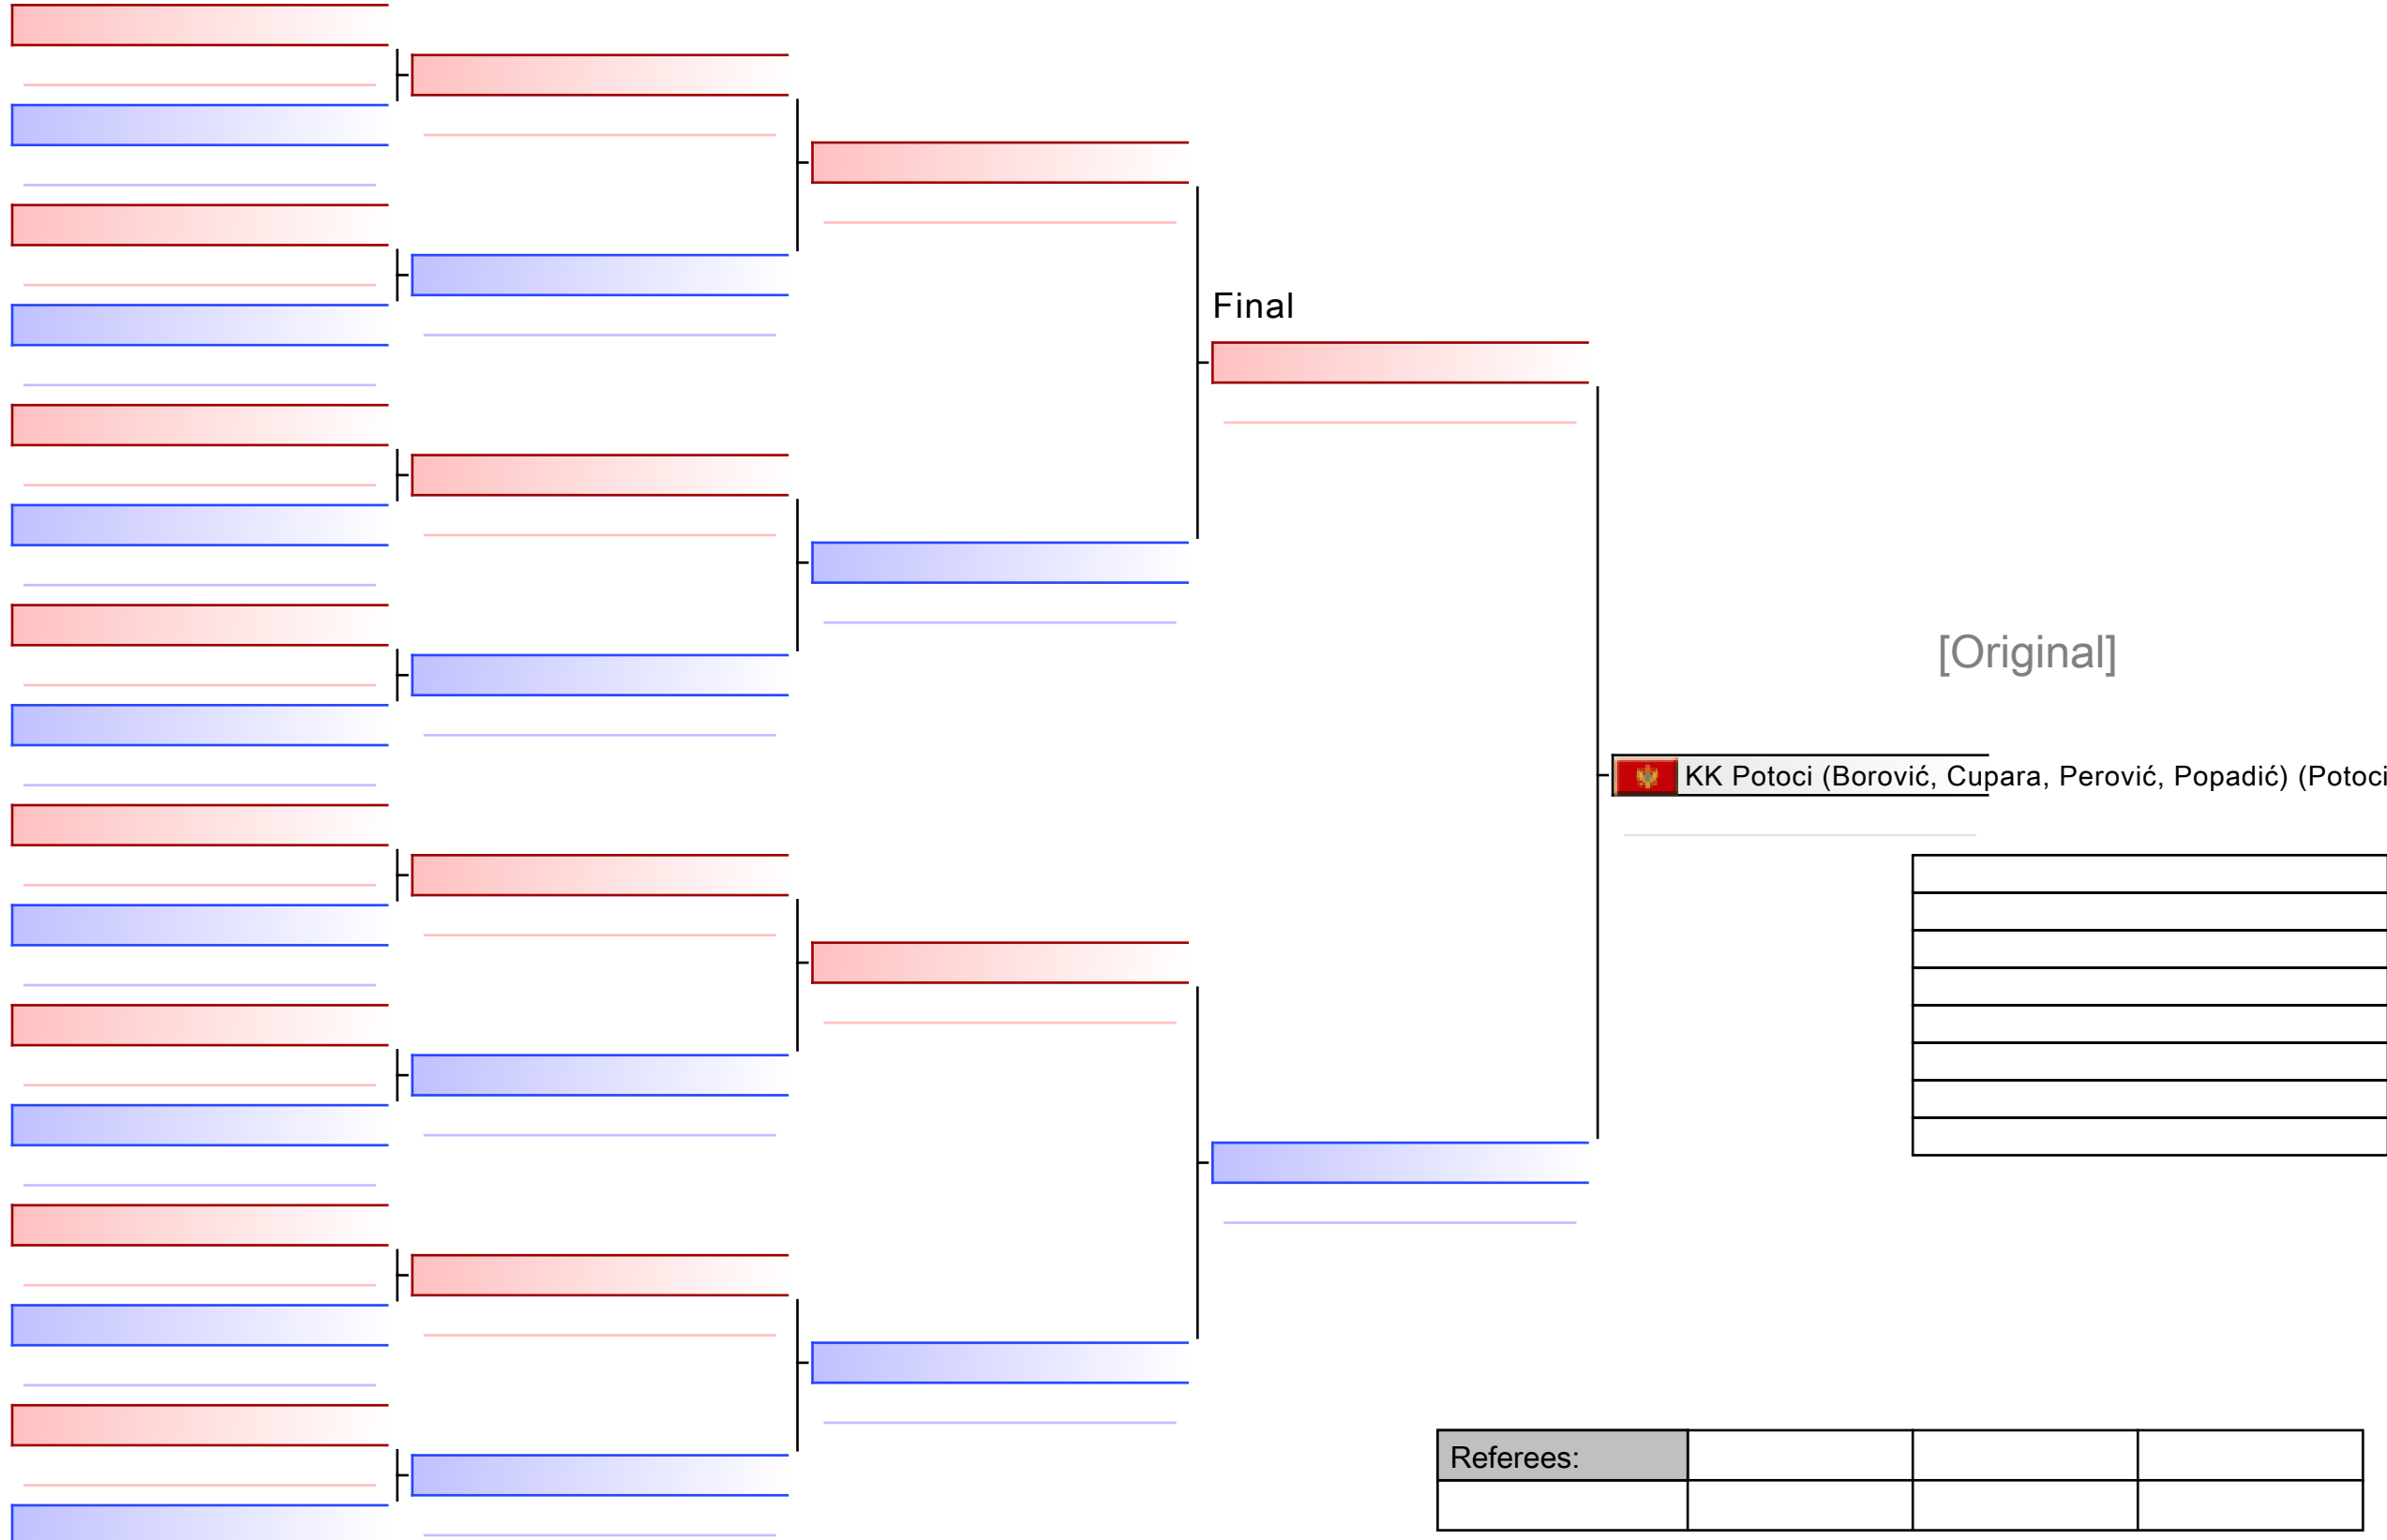 Final
[Original]
KK Potoci (Borović, Cupara, Perović, Popadić) (Potoci
Referees: